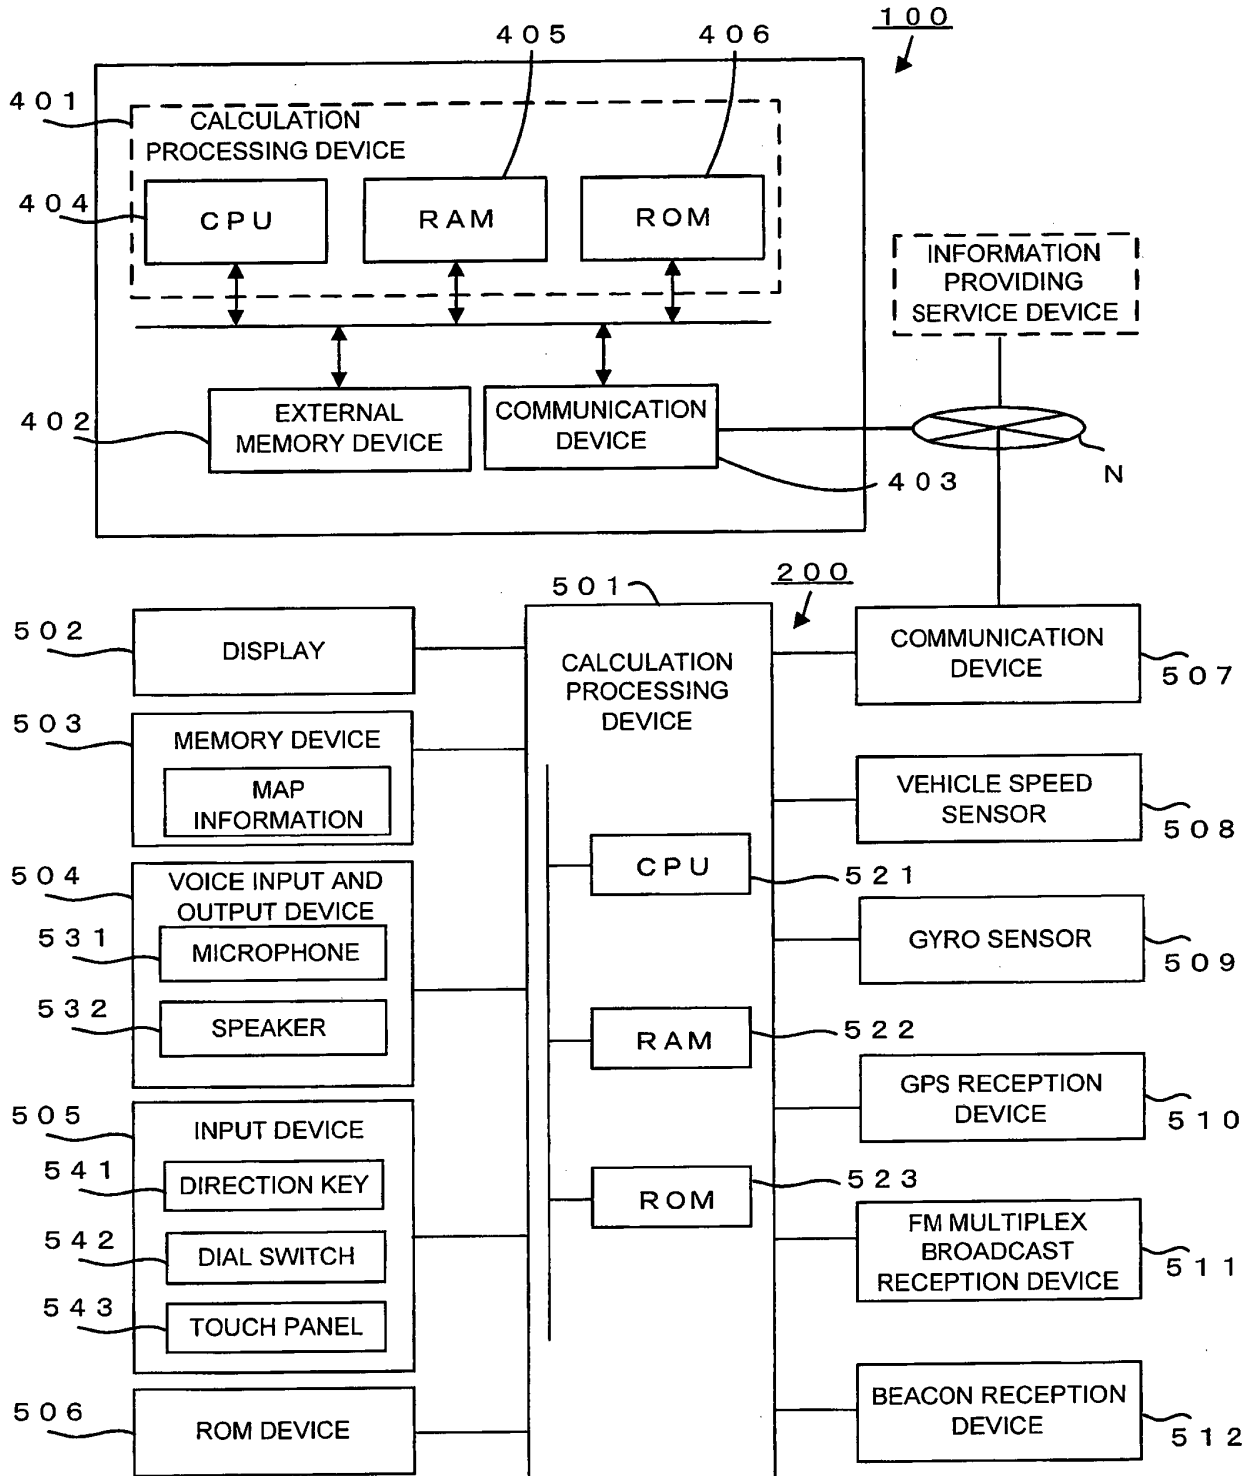 100
405
406
401
CALCULATION
PROCESSING DEVICE
404
CPU
RAM
ROM
INFORMATION
PROVIDING
SERVICE DEVICE
402
EXTERNAL
MEMORY DEVICE
COMMUNICATION
DEVICE
403
N
200
501
502
DISPLAY
CALCULATION
PROCESSING
DEVICE
COMMUNICATION
DEVICE
507
503
MEMORY DEVICE
MAP
INFORMATION
VEHICLE SPEED
SENSOR
508
504
VOICE INPUT AND
OUTPUT DEVICE
531
MICROPHONE
532
SPEAKER
CPU
521
GYRO SENSOR
509
RAM
522
GPS RECEPTION
DEVICE
510
505
INPUT DEVICE
541
DIRECTION KEY
542
DIAL SWITCH
543
TOUCH PANEL
ROM
523
FM MULTIPLEX
BROADCAST
RECEPTION DEVICE
511
506
ROM DEVICE
BEACON RECEPTION
DEVICE
512